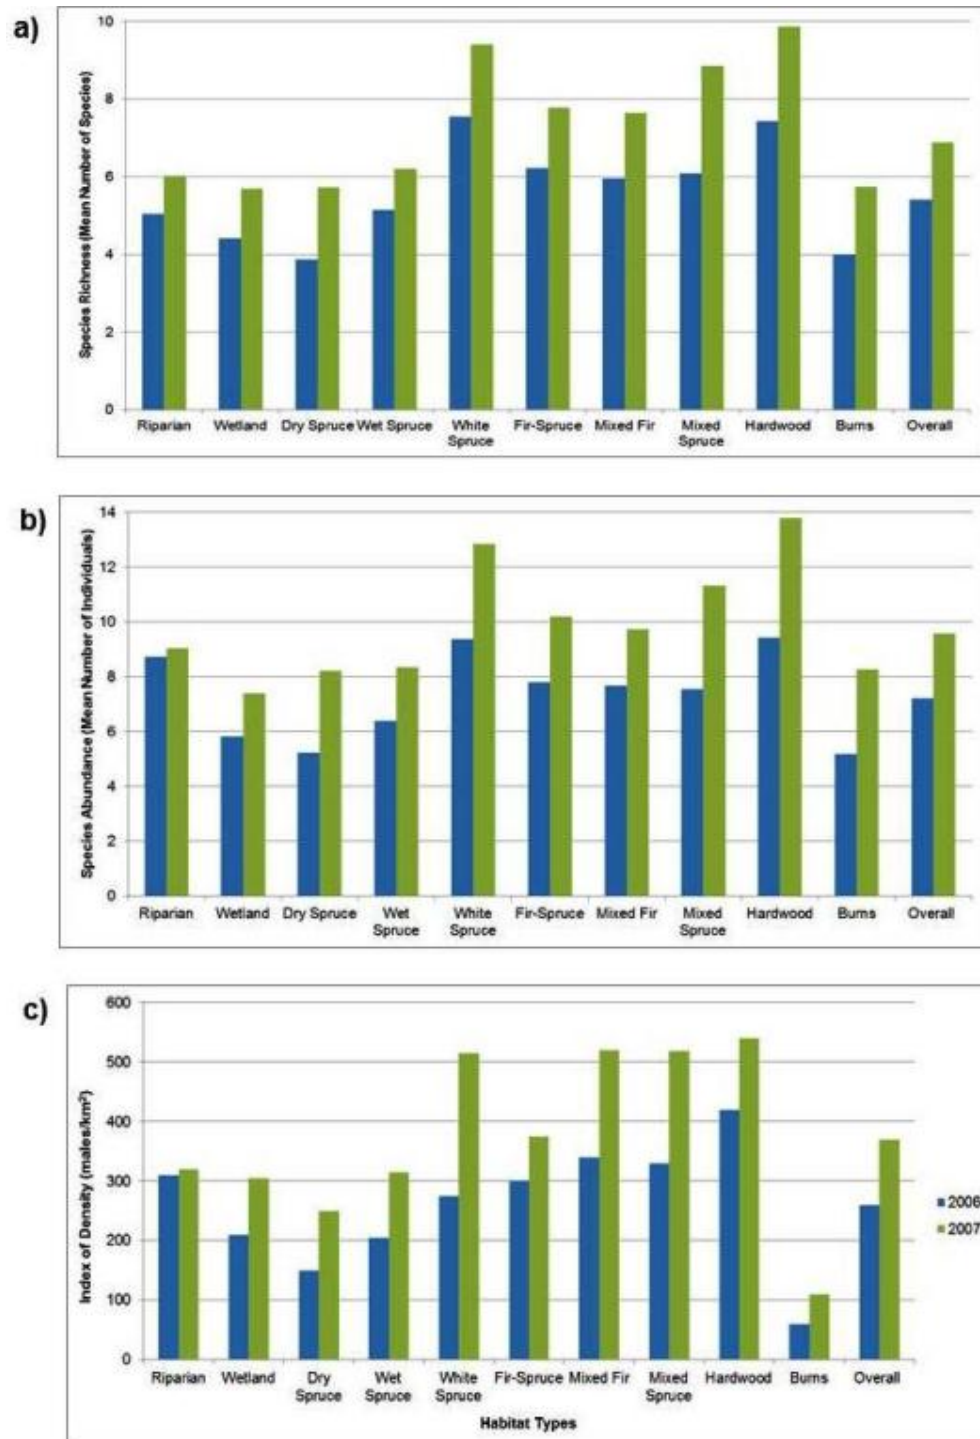 a)
Species Richness (Mean Number of Species)
10
8
6
4
2
0
Riparian Wetland Dry Spruce Wet Spruce White Spruce Fir-Spruce Mixed Fir Mixed Spruce Hardwood Burns Overall
b)
Species Abundance (Mean Number of Individuals)
14
12
10
8
6
4
2
0
Riparian Wetland Dry Spruce Wet Spruce White Spruce Fir-Spruce Mixed Fir Mixed Spruce Hardwood Burns Overall
c)
Index of Density (males/km²)
600
500
400
300
200
100
0
Riparian Wetland Dry Spruce Wet Spruce White Spruce Fir-Spruce Mixed Fir Mixed Spruce Hardwood Burns Overall
Habitat Types
2006
2007